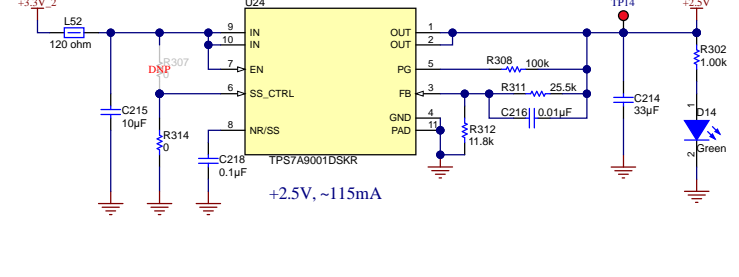 +3.3V_2
U24
TP14
+2.5V
L52
120 ohm
9
IN
10
IN
7
EN
6
SS_CTRL
8
NR/SS
OUT
1
OUT
2
PG
5
FB
3
GND
4
PAD
11
TPS7A9001DSKR
R307
DNP
0
R314
0
C215
10µF
C218
0.1µF
R308
100k
R311
25.5k
C216
0.01µF
R312
11.8k
C214
33µF
R302
1.00k
1
D14
Green
2
+2.5V, ~115mA